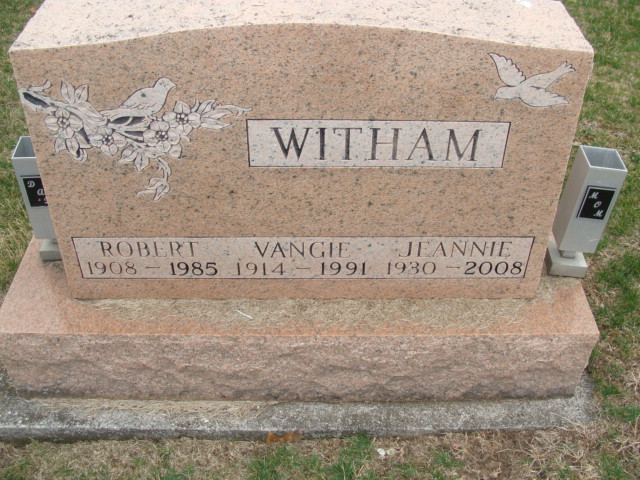 WITHAM
ROBERT VANGIE JEANNIE
1908 - 1985 1914 - 1991 1930 - 2008
MOM